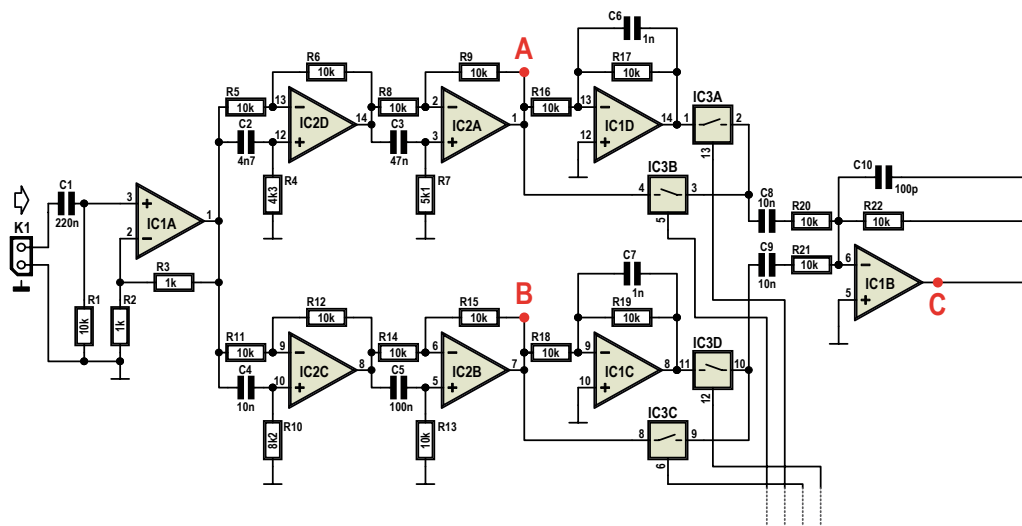 C6
1n
A
R6
10k
R9
10k
R17
10k
R5
10k
13
12
IC2D
14
R8
10k
2
3
IC2A
1
R16
10k
13
12
IC1D
14
IC3A
1
2
13
C2
4n7
C3
47n
R4
4k3
R7
5k1
IC3B
4
3
5
C10
100p
C8
10n
R20
10k
R22
10k
C1
220n
K1
3
2
IC1A
1
R3
1k
R1
10k
R2
1k
C9
10n
R21
10k
6
5
IC1B
C
C7
1n
B
R12
10k
R15
10k
R19
10k
R11
10k
9
10
IC2C
8
R14
10k
6
5
IC2B
7
R18
10k
9
10
IC1C
8
IC3D
11
10
12
C4
10n
C5
100n
R10
8k2
R13
10k
IC3C
8
9
6